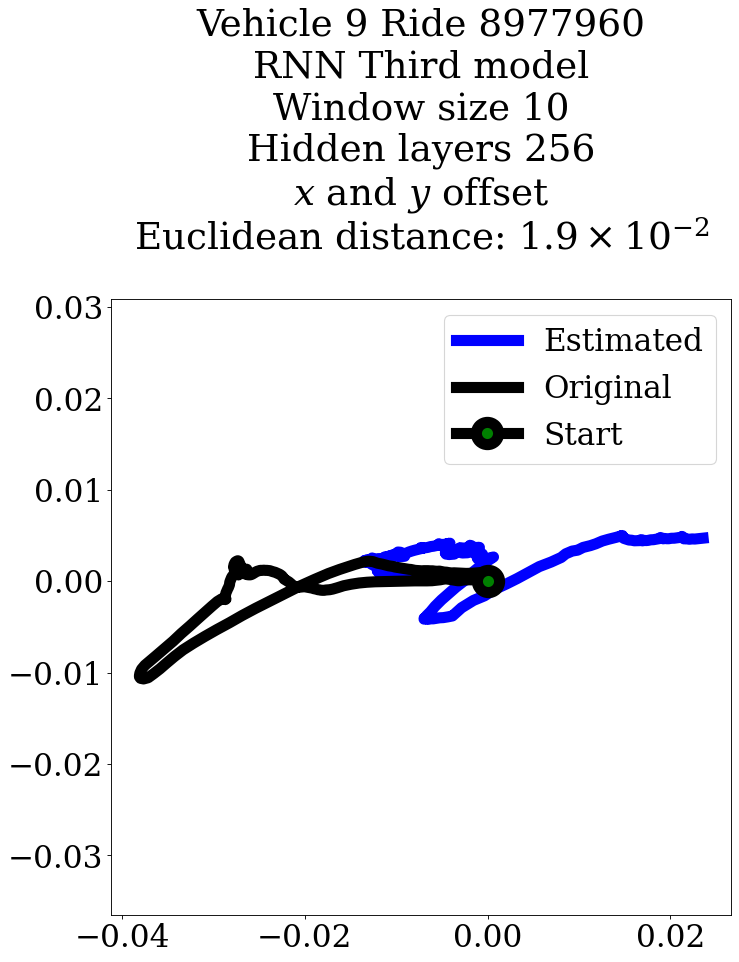 Vehicle 9 Ride 8977960
RNN Third model
Window size 10
Hidden layers 256
x and y offset
Euclidean distance: 1.9 × 10⁻²
Estimated
Original
Start
0.03
0.02
0.01
0.00
−0.01
−0.02
−0.03
−0.04 −0.02 0.00 0.02